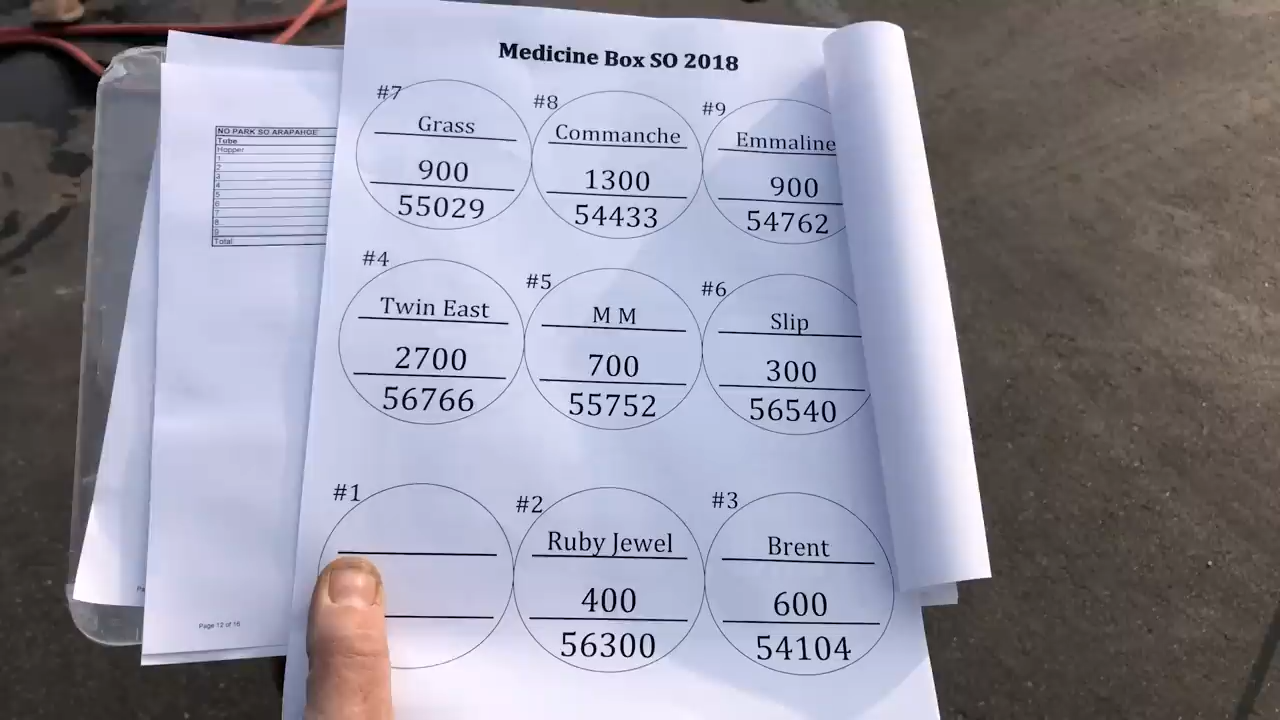 Medicine Box SO 2018
#7
Grass
900
55029
#8
Commanche
1300
54433
#9
Emmaline
900
54762
#4
Twin East
2700
56766
#5
M M
700
55752
#6
Slip
300
56540
#1
#2
Ruby Jewel
400
56300
#3
Brent
600
54104
NO PARK SO ARAPAHOE
Tube
Hopper
1
2
3
4
5
6
7
8
9
Total
Page 12 of 16